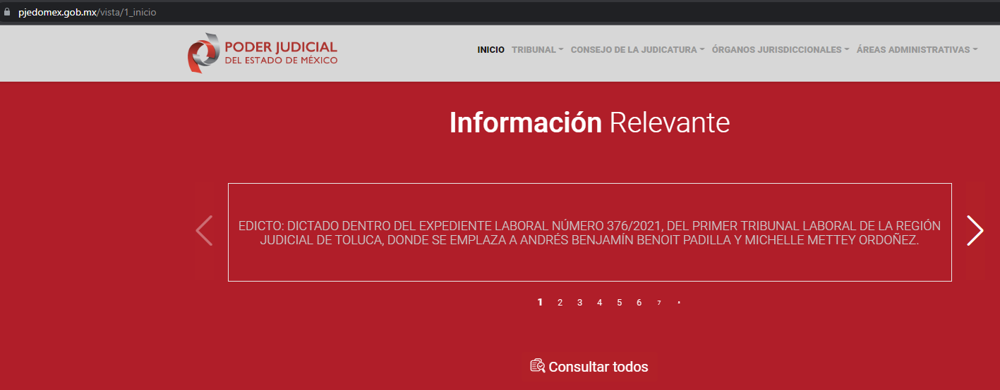 pjedomex.gob.mx/vista/1_inicio
PODER JUDICIAL
DEL ESTADO DE MÉXICO
INICIO TRIBUNAL CONSEJO DE LA JUDICATURA ÓRGANOS JURISDICCIONALES ÁREAS ADMINISTRATIVAS
Información Relevante
EDICTO: DICTADO DENTRO DEL EXPEDIENTE LABORAL NÚMERO 376/2021, DEL PRIMER TRIBUNAL LABORAL DE LA REGIÓN
JUDICIAL DE TOLUCA, DONDE SE EMPLAZA A ANDRÉS BENJAMÍN BENOIT PADILLA Y MICHELLE METTEY ORDOÑEZ.
1 2 3 4 5 6 7
Consultar todos